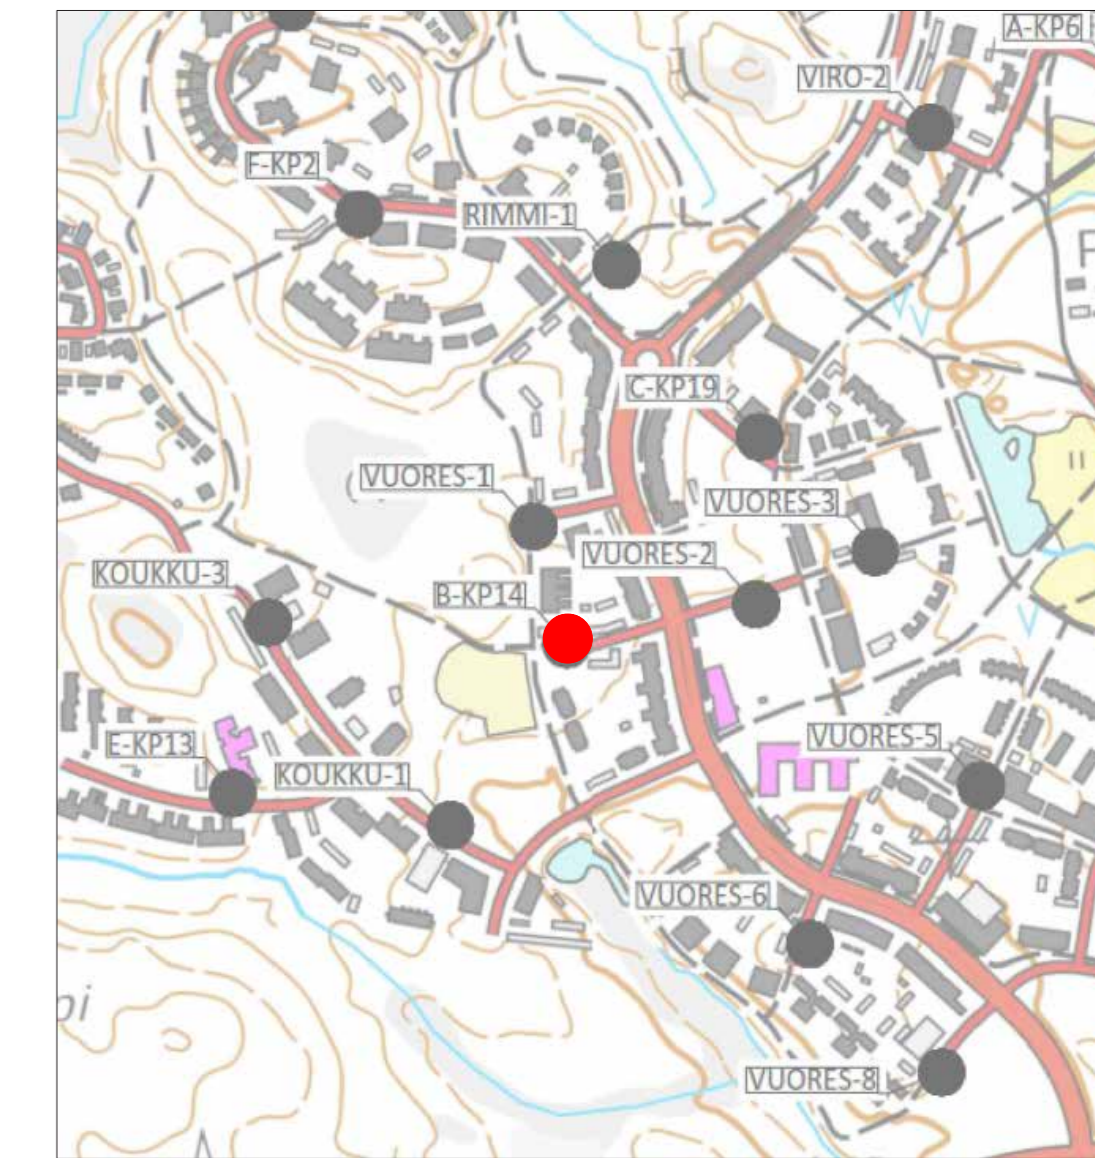 A-KP6
VIRO-2
F-KP2
RIMMI-1
C-KP19
VUORES-1
VUORES-3
VUORES-2
KOUKKU-3
B-KP14
E-KP13
VUORES-5
KOUKKU-1
VUORES-6
VUORES-8